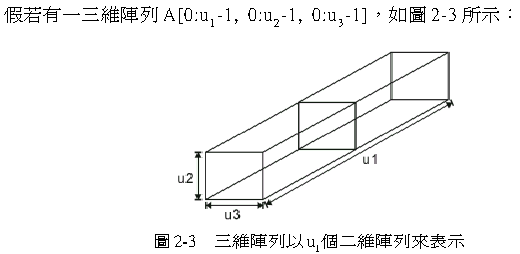 假若有一三維陣列 A[0:u₁-1, 0:u₂-1, 0:u₃-1],如圖 2-3 所示:
u1
u2
u3
圖 2-3 三維陣列以u₁個二維陣列來表示